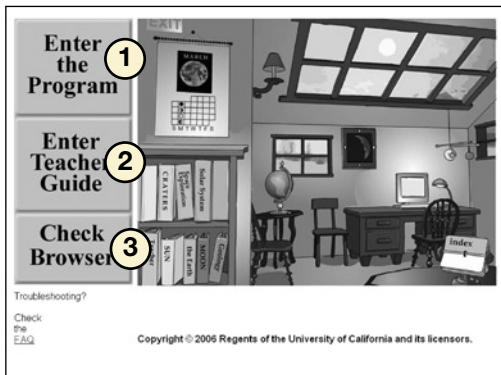 Enter
the
Program
1
Enter
Teacher
Guide
2
Check
Browser
3
EXIT
MARCH
S M T W T F S
CRATERS
Space
Exploration
Solar System
SUN
the Earth
MOON
Geology
index
Troubleshooting?
Check
the
FAQ
Copyright © 2006 Regents of the University of California and its licensors.